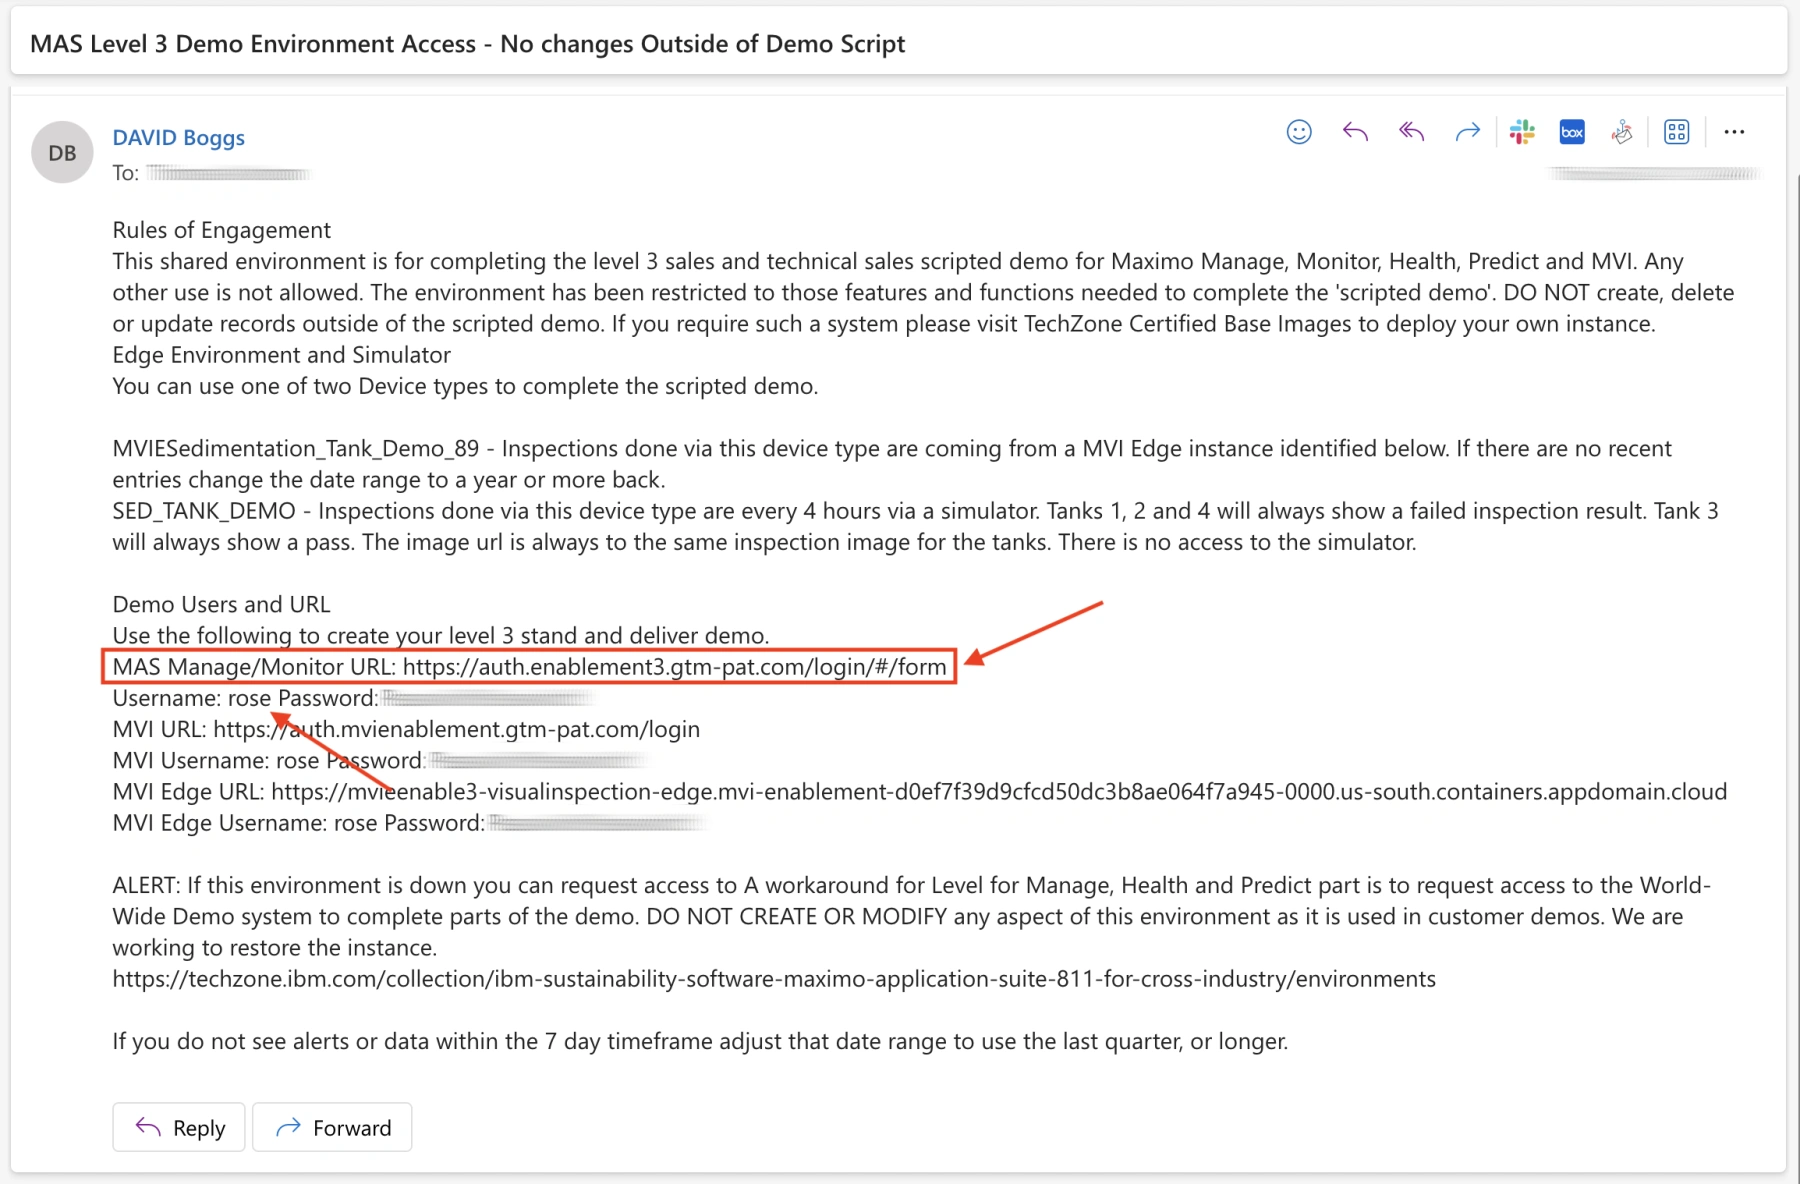 MAS Level 3 Demo Environment Access - No changes Outside of Demo Script
DB
DAVID Boggs
box
To:
Rules of Engagement
This shared environment is for completing the level 3 sales and technical sales scripted demo for Maximo Manage, Monitor, Health, Predict and MVI. Any
other use is not allowed. The environment has been restricted to those features and functions needed to complete the 'scripted demo'. DO NOT create, delete
or update records outside of the scripted demo. If you require such a system please visit TechZone Certified Base Images to deploy your own instance.
Edge Environment and Simulator
You can use one of two Device types to complete the scripted demo.
MVIESedimentation_Tank_Demo_89 - Inspections done via this device type are coming from a MVI Edge instance identified below. If there are no recent
entries change the date range to a year or more back.
SED_TANK_DEMO - Inspections done via this device type are every 4 hours via a simulator. Tanks 1, 2 and 4 will always show a failed inspection result. Tank 3
will always show a pass. The image url is always to the same inspection image for the tanks. There is no access to the simulator.
Demo Users and URL
Use the following to create your level 3 stand and deliver demo.
MAS Manage/Monitor URL: https://auth.enablement3.gtm-pat.com/login/#/form
Username: rose Password:
MVI URL: https://auth.mvienablement.gtm-pat.com/login
MVI Username: rose Password:
MVI Edge URL: https://mvieenable3-visualinspection-edge.mvi-enablement-d0ef7f39d9cfcd50dc3b8ae064f7a945-0000.us-south.containers.appdomain.cloud
MVI Edge Username: rose Password:
ALERT: If this environment is down you can request access to A workaround for Level for Manage, Health and Predict part is to request access to the World-
Wide Demo system to complete parts of the demo. DO NOT CREATE OR MODIFY any aspect of this environment as it is used in customer demos. We are
working to restore the instance.
https://techzone.ibm.com/collection/ibm-sustainability-software-maximo-application-suite-811-for-cross-industry/environments
If you do not see alerts or data within the 7 day timeframe adjust that date range to use the last quarter, or longer.
Reply
Forward